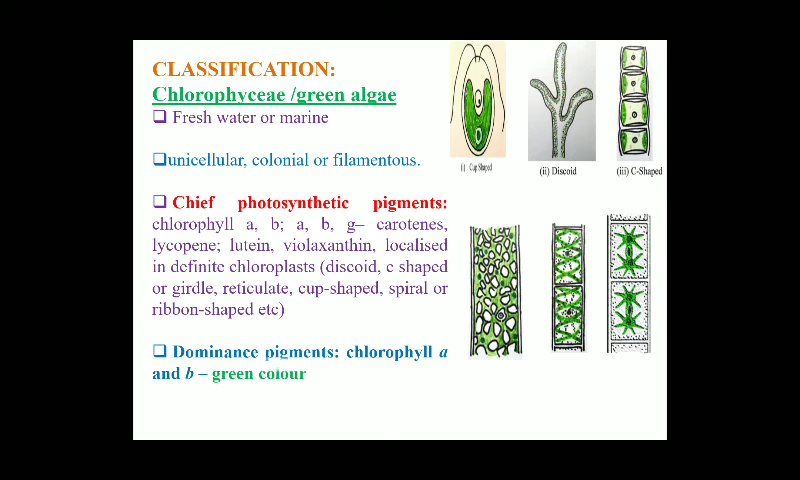 CLASSIFICATION:
Chlorophyceae /green algae
❑ Fresh water or marine
❑unicellular, colonial or filamentous.
❑ Chief photosynthetic pigments:
chlorophyll a, b; a, b, g– carotenes,
lycopene; lutein, violaxanthin, localised
in definite chloroplasts (discoid, c shaped
or girdle, reticulate, cup-shaped, spiral or
ribbon-shaped etc)
❑ Dominance pigments: chlorophyll a
and b – green colour
(i) Cup Shaped
(ii) Discoid
(iii) C-Shaped